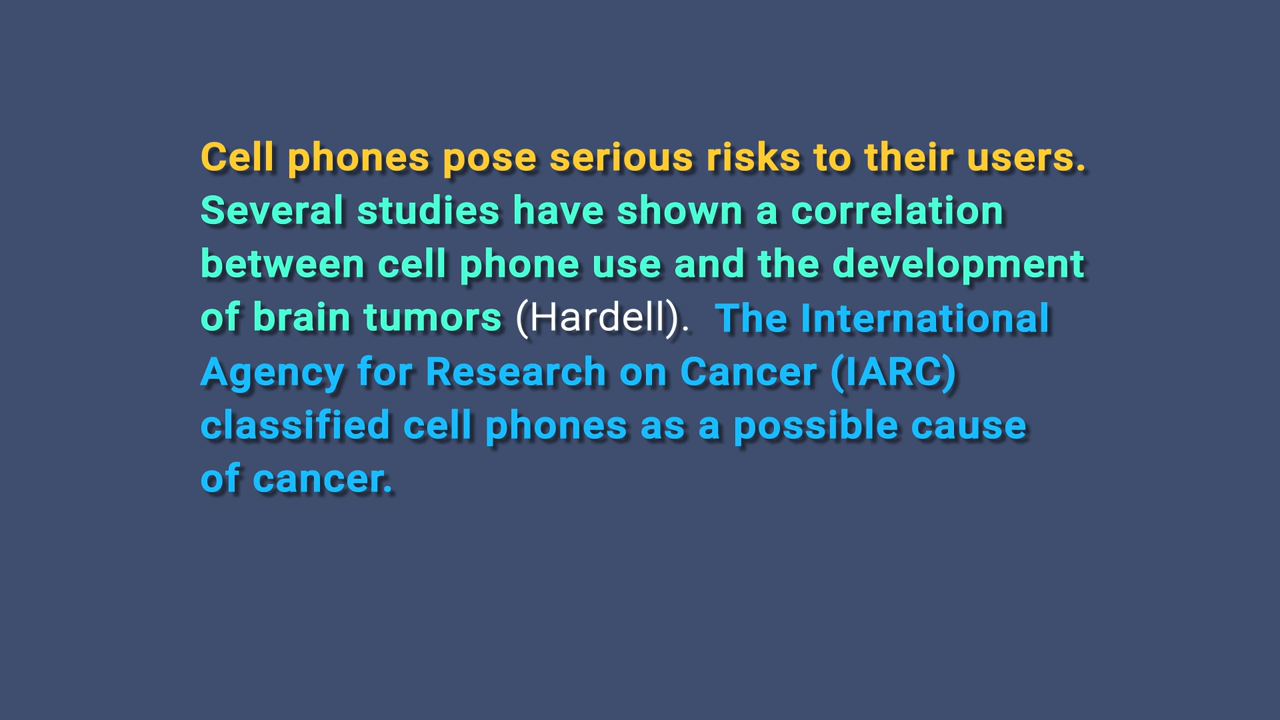 Cell phones pose serious risks to their users.
Several studies have shown a correlation
between cell phone use and the development
of brain tumors (Hardell). The International
Agency for Research on Cancer (IARC)
classified cell phones as a possible cause
of cancer.